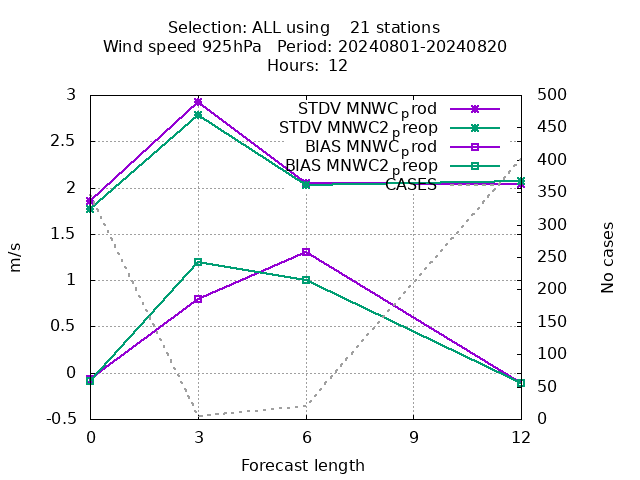 Selection: ALL using    21 stations
Wind speed 925hPa   Period: 20240801-20240820
Hours:  12
STDV MNWC_prod
STDV MNWC2_preop
BIAS MNWC_prod
BIAS MNWC2_preop
CASES
3
2.5
2
1.5
1
0.5
0
-0.5
m/s
500
450
400
350
300
250
200
150
100
50
0
No cases
0 3 6 9 12
Forecast length